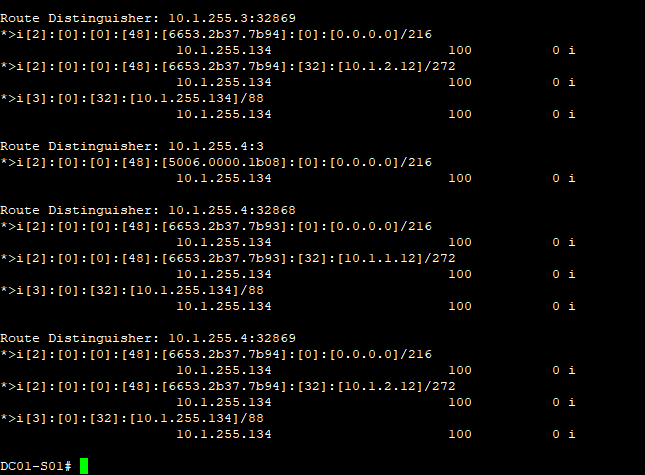 Route Distinguisher: 10.1.255.3:32869
*>i[2]:[0]:[0]:[48]:[6653.2b37.7b94]:[0]:[0.0.0.0]/216
                      10.1.255.134                      100          0 i
*>i[2]:[0]:[0]:[48]:[6653.2b37.7b94]:[32]:[10.1.2.12]/272
                      10.1.255.134                      100          0 i
*>i[3]:[0]:[32]:[10.1.255.134]/88
                      10.1.255.134                      100          0 i

Route Distinguisher: 10.1.255.4:3
*>i[2]:[0]:[0]:[48]:[5006.0000.1b08]:[0]:[0.0.0.0]/216
                      10.1.255.134                      100          0 i

Route Distinguisher: 10.1.255.4:32868
*>i[2]:[0]:[0]:[48]:[6653.2b37.7b93]:[0]:[0.0.0.0]/216
                      10.1.255.134                      100          0 i
*>i[2]:[0]:[0]:[48]:[6653.2b37.7b93]:[32]:[10.1.1.12]/272
                      10.1.255.134                      100          0 i
*>i[3]:[0]:[32]:[10.1.255.134]/88
                      10.1.255.134                      100          0 i

Route Distinguisher: 10.1.255.4:32869
*>i[2]:[0]:[0]:[48]:[6653.2b37.7b94]:[0]:[0.0.0.0]/216
                      10.1.255.134                      100          0 i
*>i[2]:[0]:[0]:[48]:[6653.2b37.7b94]:[32]:[10.1.2.12]/272
                      10.1.255.134                      100          0 i
*>i[3]:[0]:[32]:[10.1.255.134]/88
                      10.1.255.134                      100          0 i

DC01-S01#